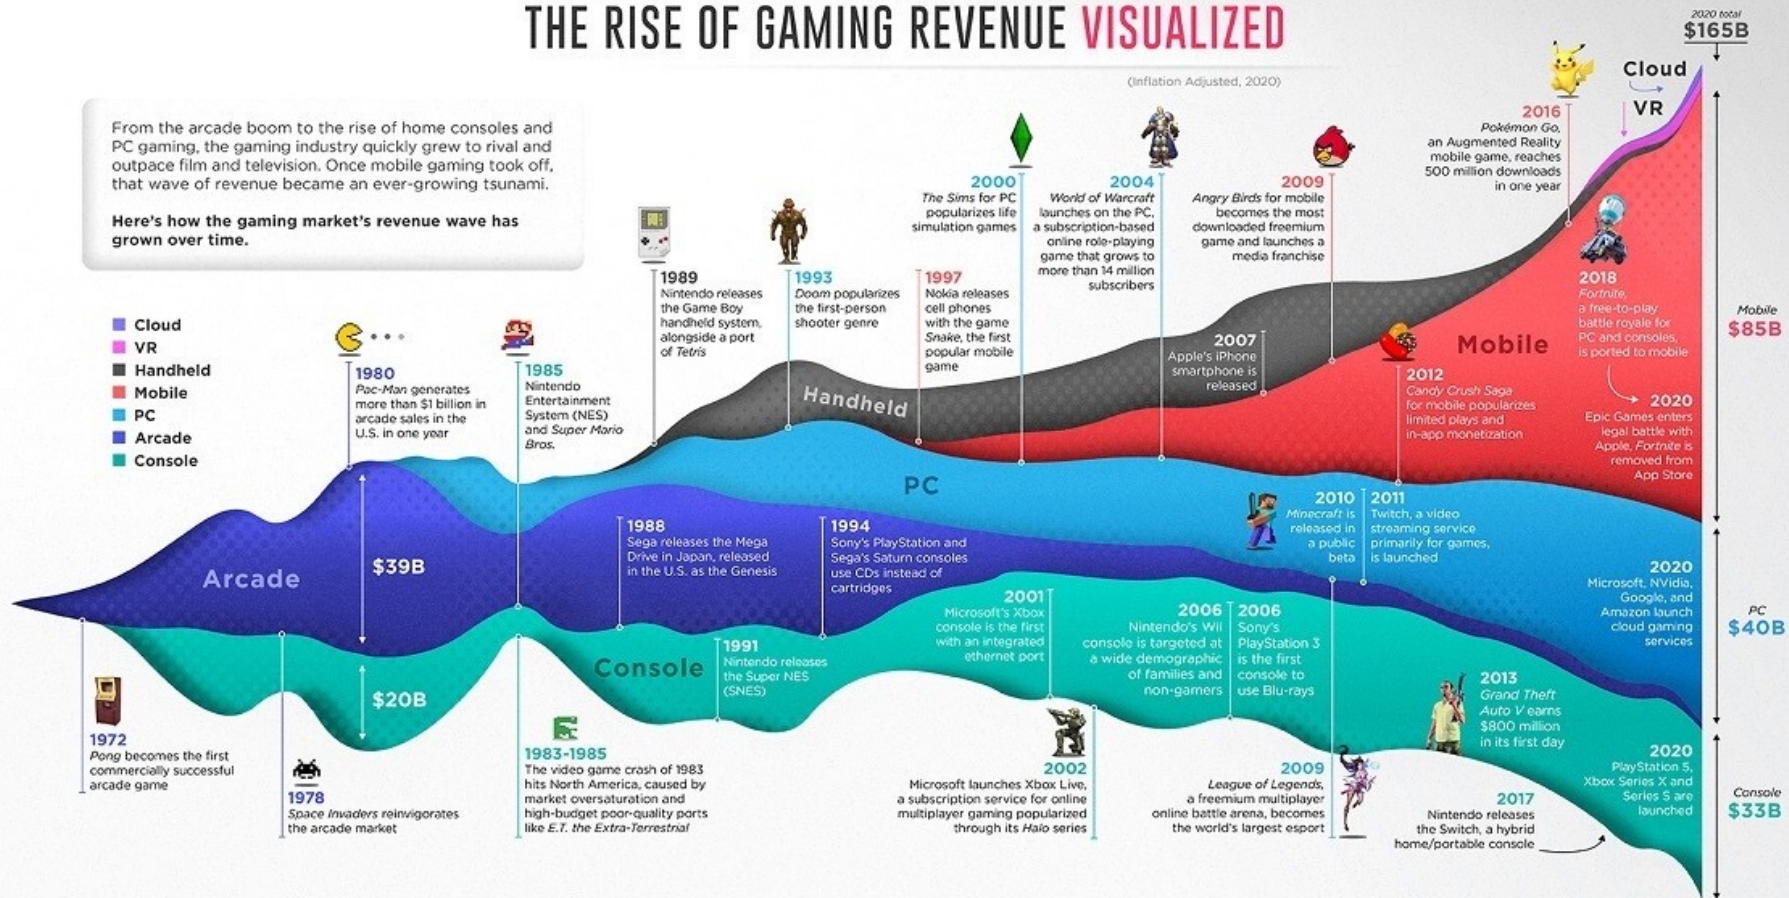 THE RISE OF GAMING REVENUE VISUALIZED
(Inflation Adjusted, 2020)
2020 total
$165B
From the arcade boom to the rise of home consoles and
PC gaming, the gaming industry quickly grew to rival and
outpace film and television. Once mobile gaming took off,
that wave of revenue became an ever-growing tsunami.
Here's how the gaming market's revenue wave has
grown over time.
Cloud
VR
Handheld
Mobile
PC
Arcade
Console
1980
Pac-Man generates
more than $1 billion in
arcade sales in the
U.S. in one year
1985
Nintendo
Entertainment
System (NES)
and Super Mario
Bros.
1989
Nintendo releases
the Game Boy
handheld system,
alongside a port
of Tetris
1993
Doom popularizes
the first-person
shooter genre
1997
Nokia releases
cell phones
with the game
Snake, the first
popular mobile
game
2000
The Sims for PC
popularizes life
simulation games
2004
World of Warcraft
launches on the PC,
a subscription-based
online role-playing
game that grows to
more than 14 million
subscribers
2009
Angry Birds for mobile
becomes the most
downloaded freemium
game and launches a
media franchise
2016
Pokémon Go,
an Augmented Reality
mobile game, reaches
500 million downloads
in one year
Cloud
VR
2007
Apple's iPhone
smartphone is
released
2012
Candy Crush Saga
for mobile popularizes
limited plays and
in-app monetization
2018
Fortnite,
a free-to-play
battle royale for
PC and consoles,
is ported to mobile
2020
Epic Games enters
legal battle with
Apple, Fortnite is
removed from
App Store
Handheld
Mobile
PC
Arcade
Console
$39B
$20B
1988
Sega releases the Mega
Drive in Japan, released
in the U.S. as the Genesis
1994
Sony's PlayStation and
Sega's Saturn consoles
use CDs instead of
cartridges
2010
Minecraft is
released in
a public
beta
2011
Twitch, a video
streaming service
primarily for games,
is launched
2020
Microsoft, NVidia,
Google, and
Amazon launch
cloud gaming
services
1991
Nintendo releases
the Super NES
(SNES)
2001
Microsoft's Xbox
console is the first
with an integrated
ethernet port
2006
Nintendo's Wii
console is targeted at
a wide demographic
of families and
non-gamers
2006
Sony's
PlayStation 3
is the first
console to
use Blu-rays
2013
Grand Theft
Auto V earns
$800 million
in its first day
2020
PlayStation 5,
Xbox Series X and
Series S are
launched
1972
Pong becomes the first
commercially successful
arcade game
1978
Space Invaders reinvigorates
the arcade market
1983-1985
The video game crash of 1983
hits North America, caused by
market oversaturation and
high-budget poor-quality ports
like E.T. the Extra-Terrestrial
2002
Microsoft launches Xbox Live,
a subscription service for online
multiplayer gaming popularized
through its Halo series
2009
League of Legends,
a freemium multiplayer
online battle arena, becomes
the world's largest esport
2017
Nintendo releases
the Switch, a hybrid
home/portable console
Mobile
$85B
PC
$40B
Console
$33B